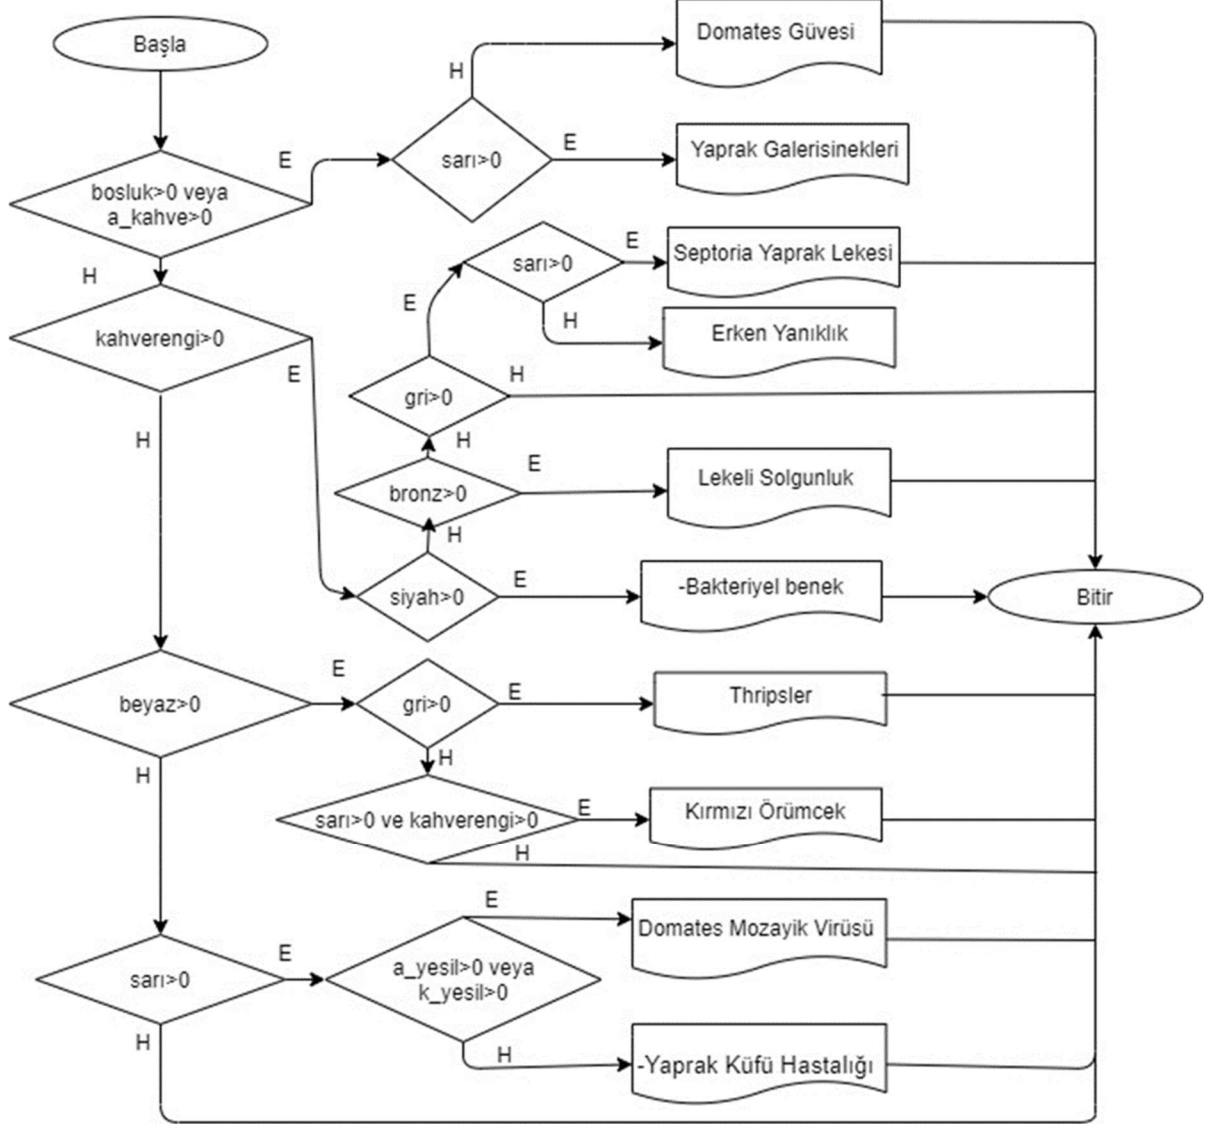 Başla
Domates Güvesi
H
E
E
sarı>0
Yaprak Galerisinekleri
bosluk>0 veya
a_kahve>0
H
sarı>0
E
Septoria Yaprak Lekesi
E
H
Erken Yanıklık
kahverengi>0
E
gri>0
H
H
H
bronz>0
E
Lekeli Solgunluk
H
siyah>0
E
-Bakteriyel benek
Bitir
E
beyaz>0
gri>0
E
Thripsler
H
H
sarı>0 ve kahverengi>0
E
Kırmızı Örümcek
H
E
Domates Mozayik Virüsü
sarı>0
E
a_yesil>0 veya
k_yesil>0
H
H
-Yaprak Küfü Hastalığı